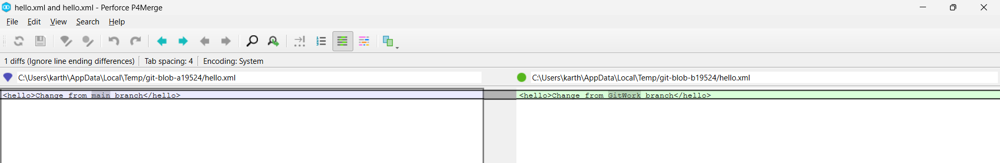 hello.xml and hello.xml - Perforce P4Merge
File Edit View Search Help
1 diffs (Ignore line ending differences) Tab spacing: 4 Encoding: System
C:\Users\karth\AppData\Local\Temp/git-blob-a19524/hello.xml
C:\Users\karth\AppData\Local\Temp/git-blob-b19524/hello.xml
<hello>Change from main branch</hello>
<hello>Change from GitWork branch</hello>